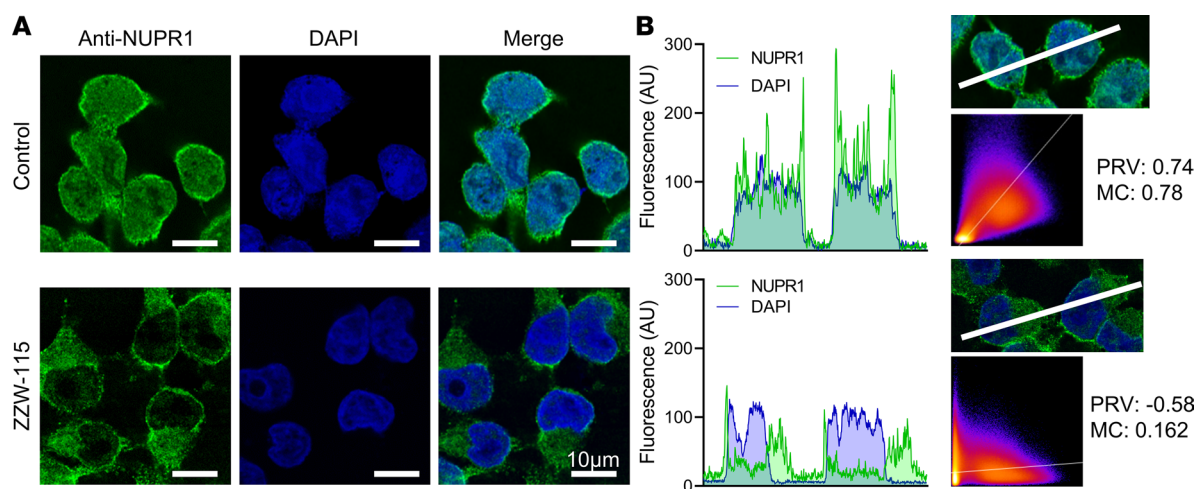 A
Anti-NUPR1
DAPI
Merge
Control
ZZW-115
10µm
B
Fluorescence (AU)
300
200
100
0
NUPR1
DAPI
PRV: 0.74
MC: 0.78
Fluorescence (AU)
300
200
100
0
NUPR1
DAPI
PRV: -0.58
MC: 0.162